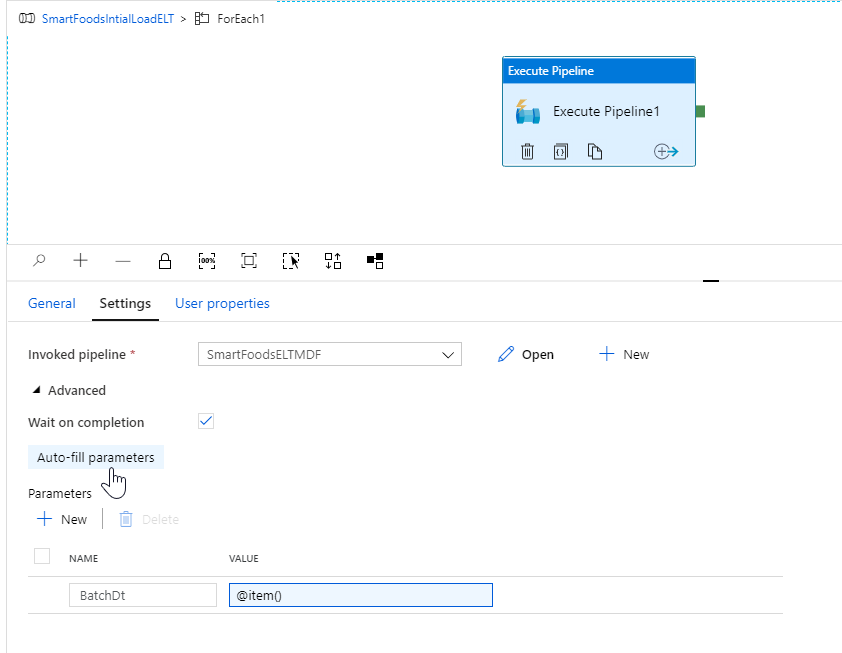 SmartFoodsIntialLoadELT > ForEach1
Execute Pipeline
Execute Pipeline1
100%
General Settings User properties
Invoked pipeline * SmartFoodsELTMDF Open New
Advanced
Wait on completion
Auto-fill parameters
Parameters
New Delete
NAME VALUE
BatchDt @item()